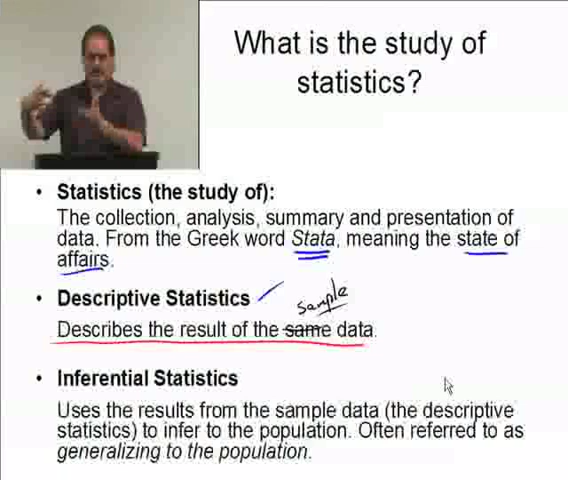 What is the study of
statistics?
• Statistics (the study of):
The collection, analysis, summary and presentation of
data. From the Greek word Stata, meaning the state of
affairs.
• Descriptive Statistics
sample
Describes the result of the same data.
• Inferential Statistics
Uses the results from the sample data (the descriptive
statistics) to infer to the population. Often referred to as
generalizing to the population.